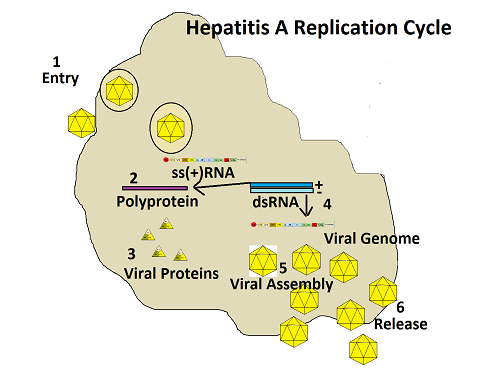 Hepatitis A Replication Cycle
1
Entry
ss(+)RNA
2
Polyprotein
+
-
dsRNA
4
3
Viral Proteins
Viral Genome
5
Viral Assembly
6
Release